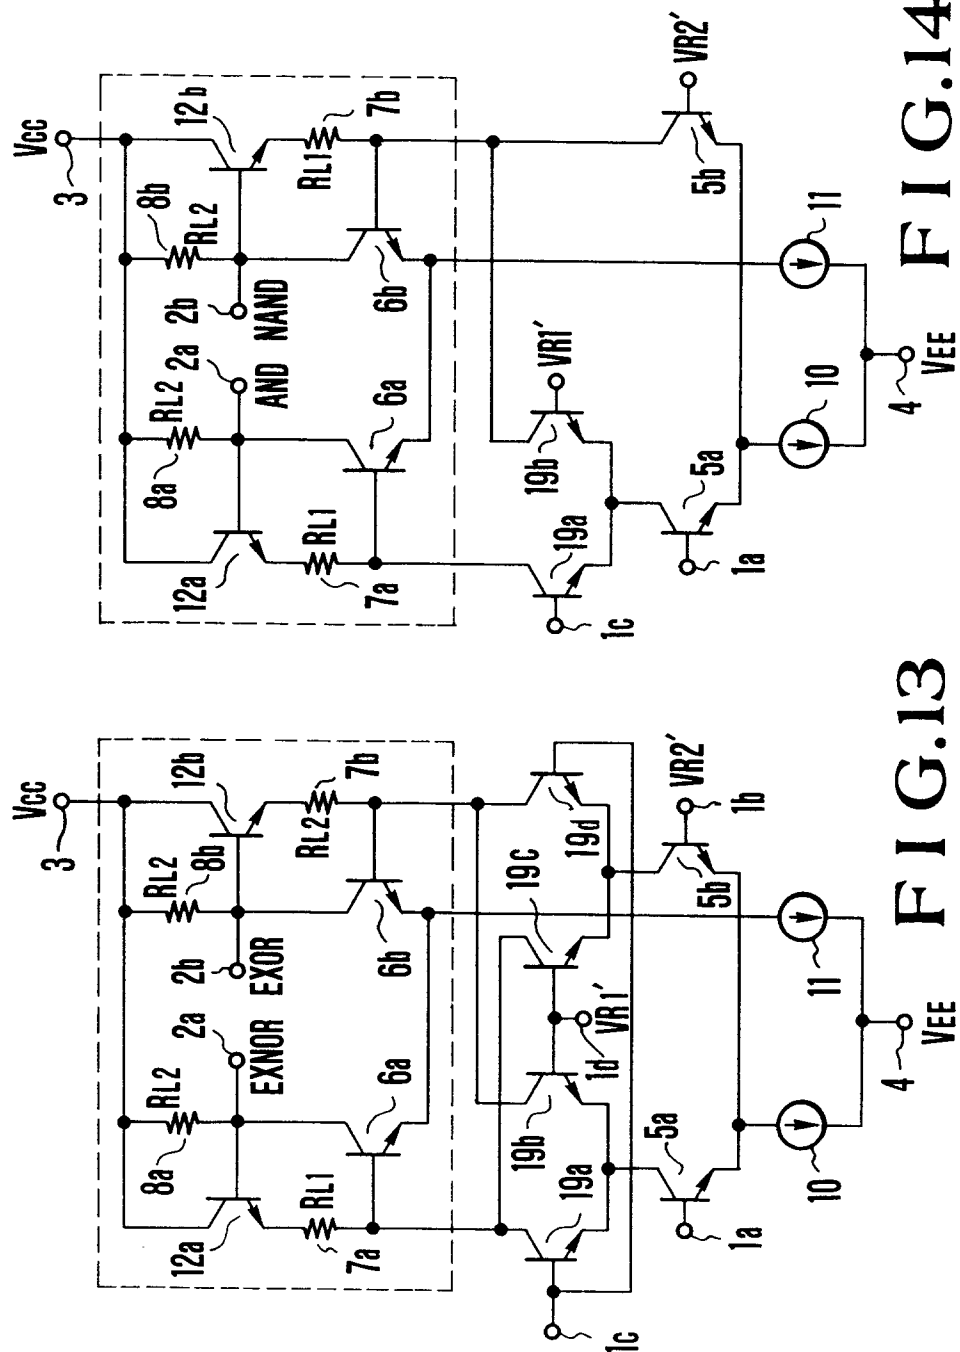 VCC
3
12b
8b
RL2
RL1
7b
2b
NAND
2a
AND
6b
RL2
8a
6a
12a
RL1
7a
VR1'
19b
19a
1c
VR2'
5b
5a
1a
11
10
4
VEE
FIG.14
VCC
3
12b
RL2
8b
RL2
7b
2b
EXOR
2a
EXNOR
6b
RL2
8a
6a
12a
RL1
7a
19d
19c
VR1'
1d
19b
19a
1c
VR2'
1b
5b
5a
1a
11
10
4
VEE
FIG.13